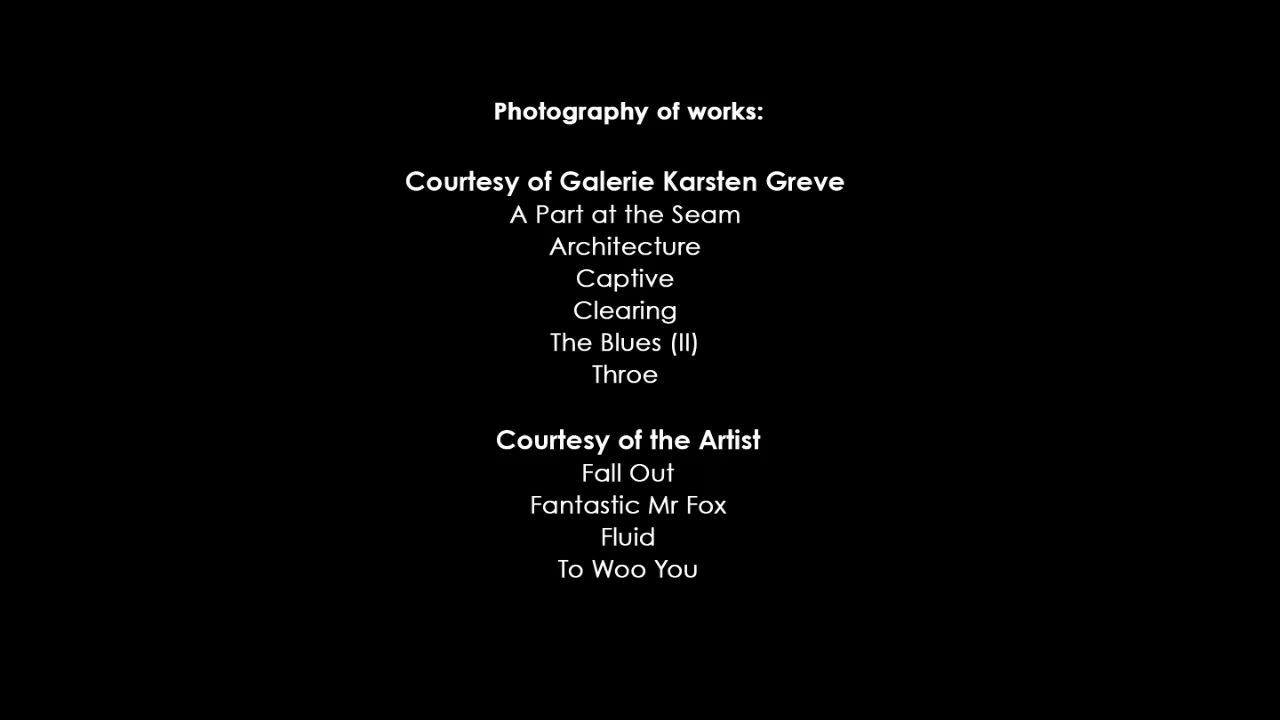 Photography of works:
Courtesy of Galerie Karsten Greve
A Part at the Seam
Architecture
Captive
Clearing
The Blues (II)
Throe
Courtesy of the Artist
Fall Out
Fantastic Mr Fox
Fluid
To Woo You